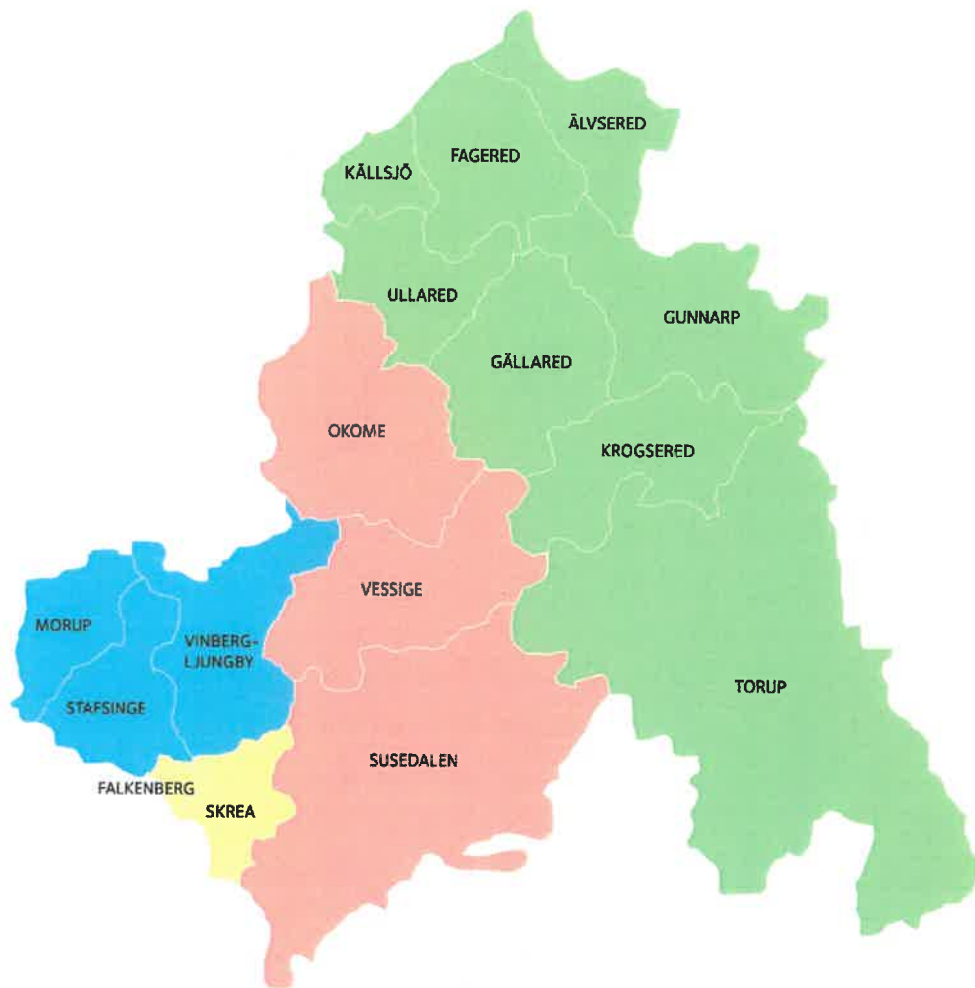 ÄLVSERED
FAGERED
KÄLLSJÖ
ULLARED
GUNNARP
GÄLLARED
OKOME
KROGSERED
VESSIGE
MORUP
VINBERG-
LJUNGBY
TORUP
STAFSINGE
SUSEDALEN
FALKENBERG
SKREA